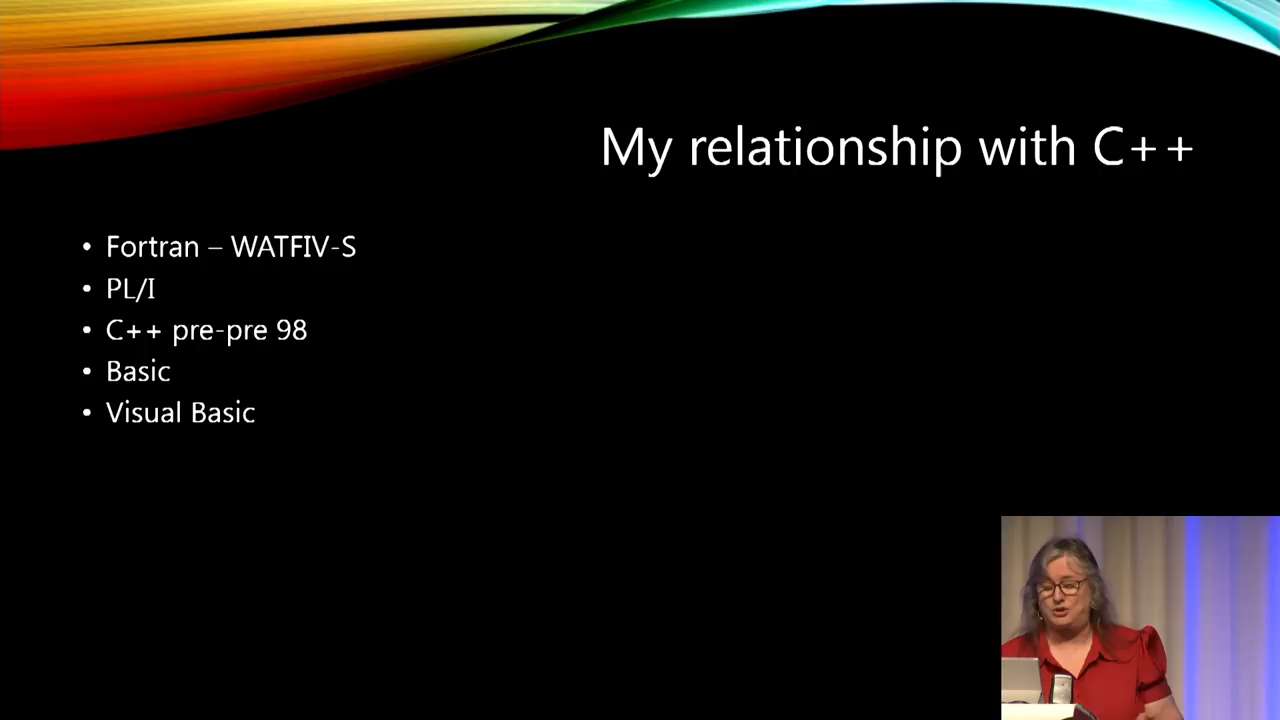 My relationship with C++
• Fortran – WATFIV-S
• PL/I
• C++ pre-pre 98
• Basic
• Visual Basic